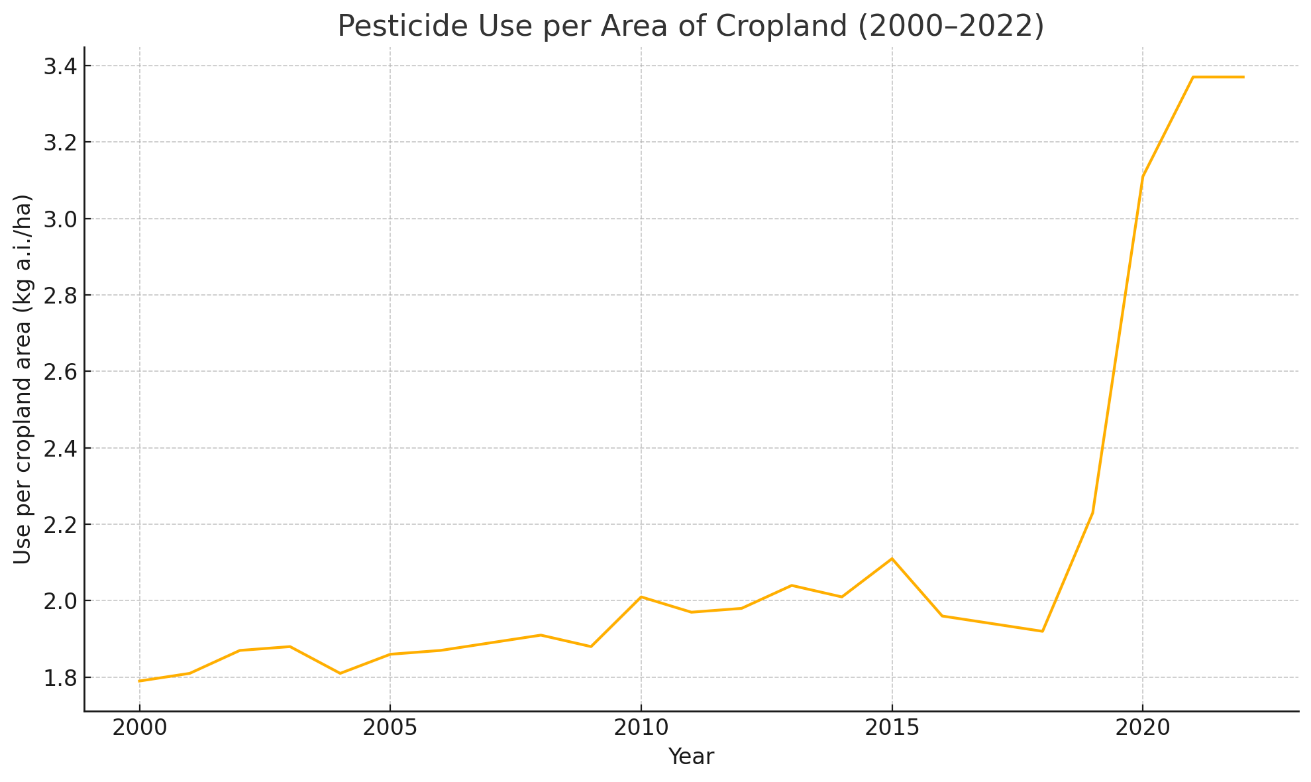 Pesticide Use per Area of Cropland (2000–2022)
Use per cropland area (kg a.i./ha)
3.4
3.2
3.0
2.8
2.6
2.4
2.2
2.0
1.8
2000 2005 2010 2015 2020
Year